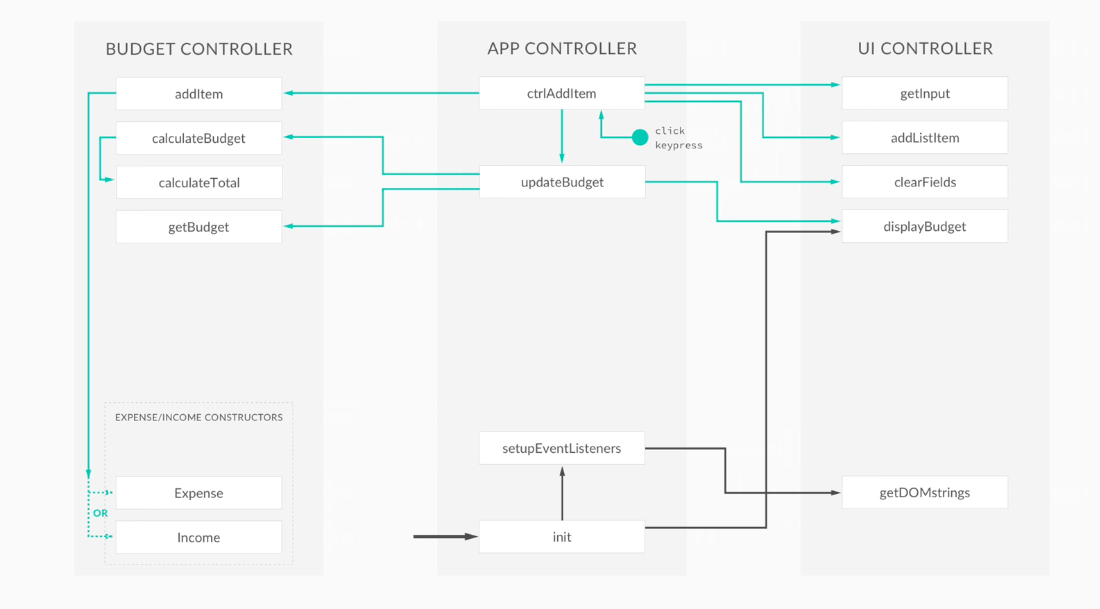 BUDGET CONTROLLER
APP CONTROLLER
UI CONTROLLER
addItem
ctrlAddItem
getInput
calculateBudget
click
keypress
addListItem
calculateTotal
updateBudget
clearFields
getBudget
displayBudget
EXPENSE/INCOME CONSTRUCTORS
setupEventListeners
Expense
getDOMstrings
OR
Income
init